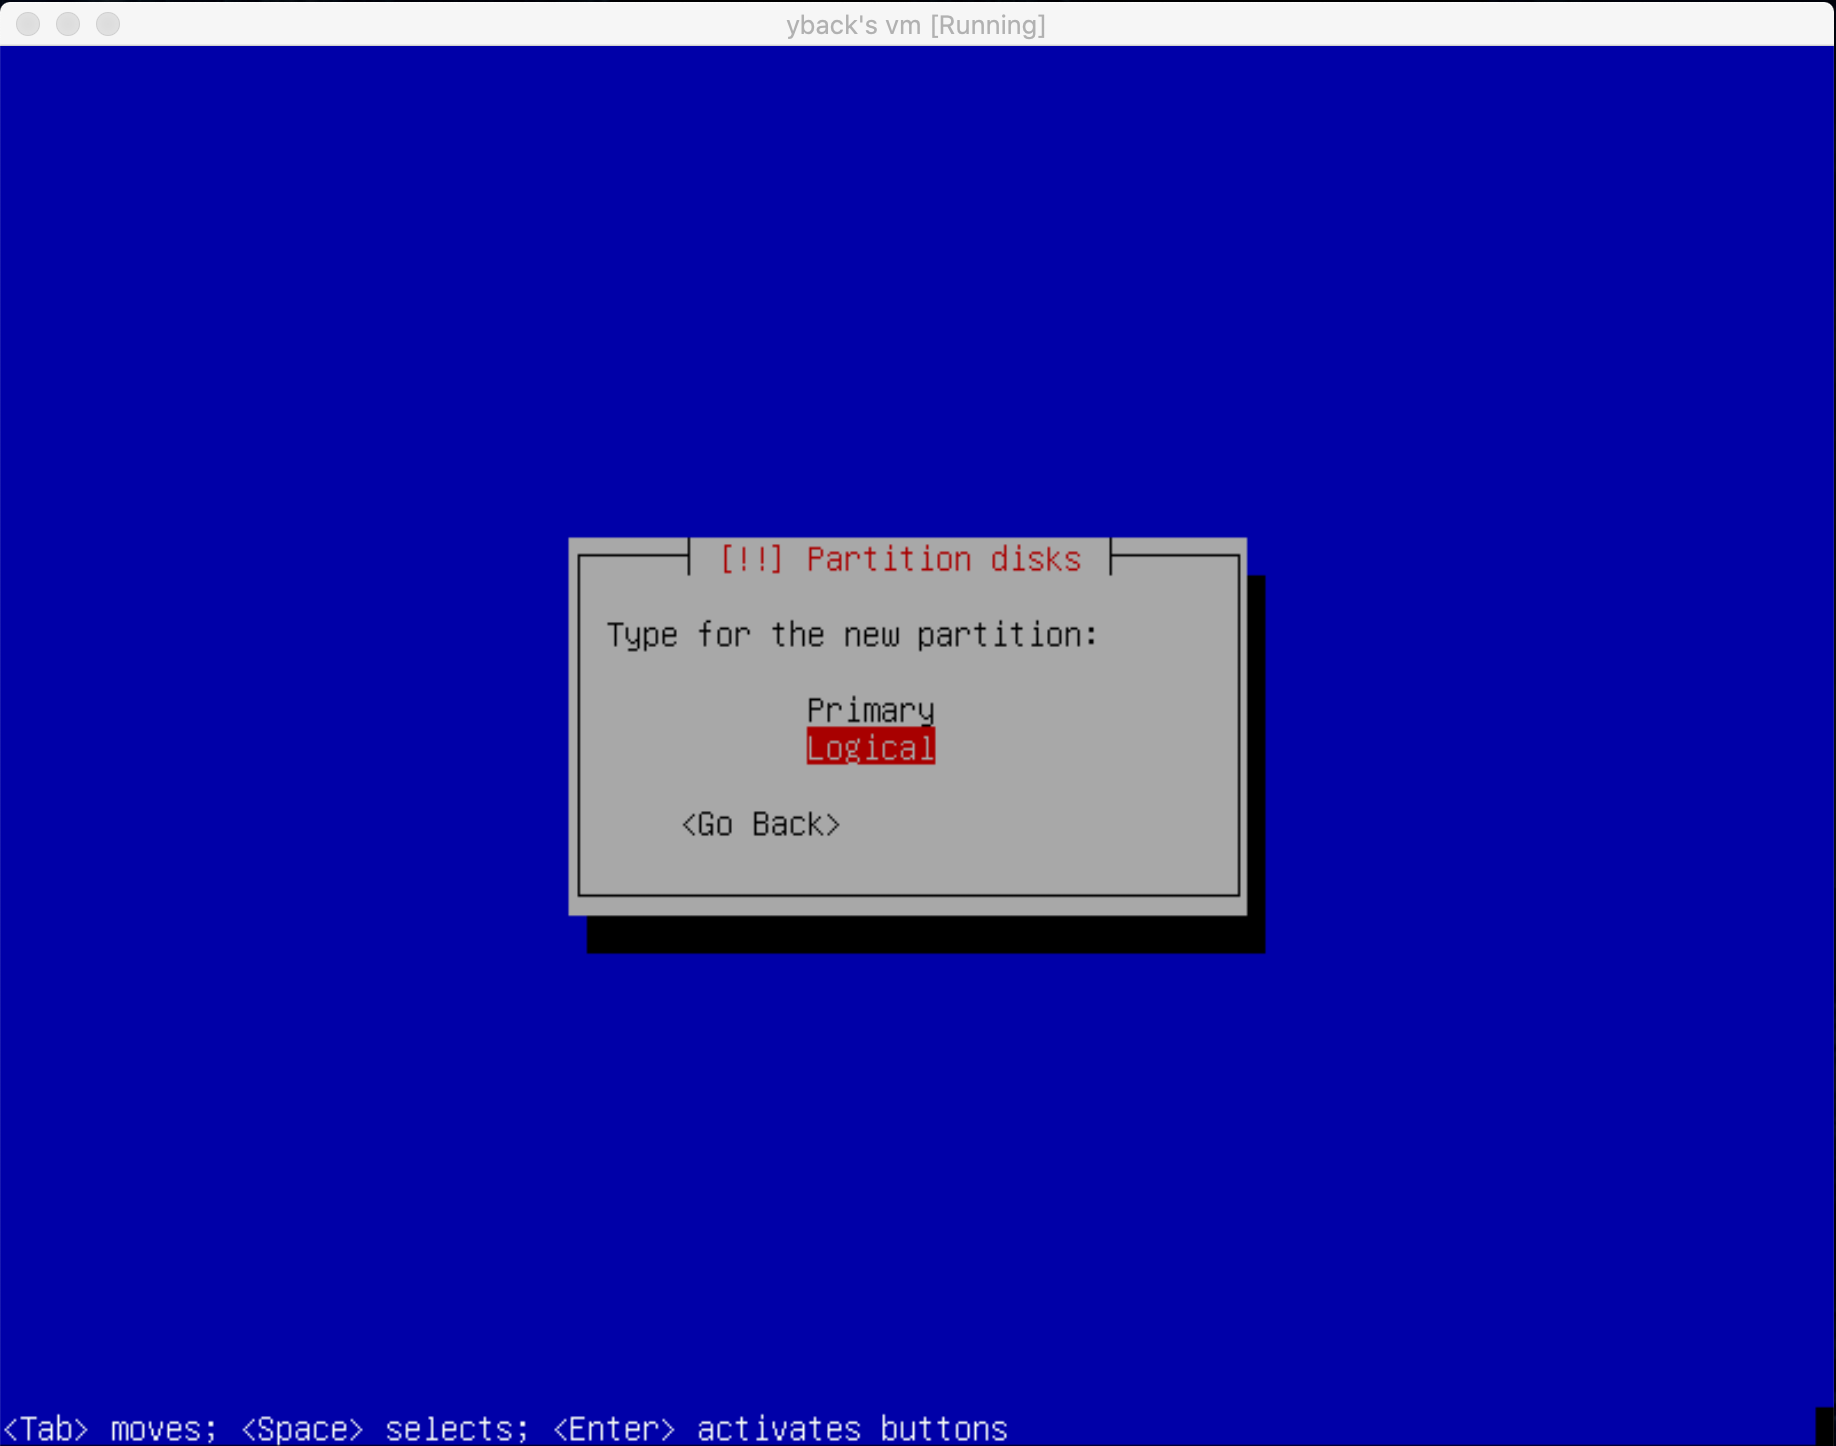 yback's vm [Running]
[!!] Partition disks
Type for the new partition:
Primary
Logical
<Go Back>
<Tab> moves; <Space> selects; <Enter> activates buttons